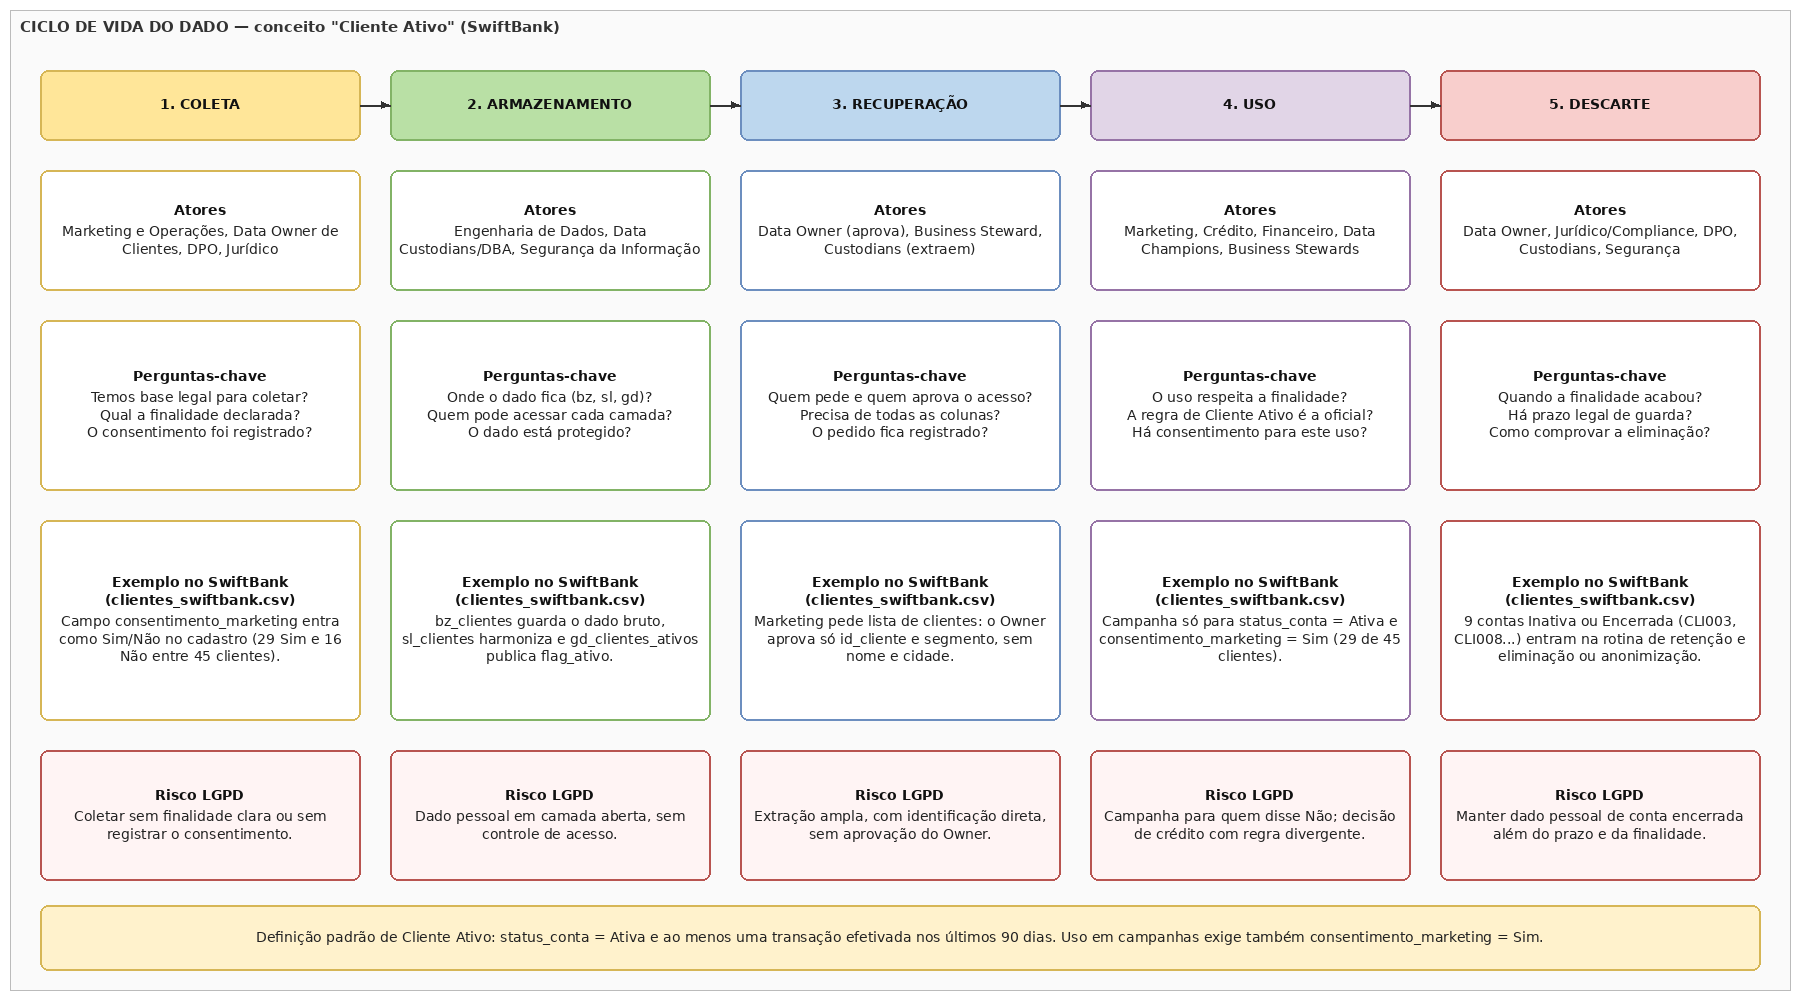 CICLO DE VIDA DO DADO — conceito "Cliente Ativo" (SwiftBank)
1. COLETA
2. ARMAZENAMENTO
3. RECUPERAÇÃO
4. USO
5. DESCARTE
Atores
Marketing e Operações, Data Owner de
Clientes, DPO, Jurídico
Atores
Engenharia de Dados, Data
Custodians/DBA, Segurança da Informação
Atores
Data Owner (aprova), Business Steward,
Custodians (extraem)
Atores
Marketing, Crédito, Financeiro, Data
Champions, Business Stewards
Atores
Data Owner, Jurídico/Compliance, DPO,
Custodians, Segurança
Perguntas-chave
Temos base legal para coletar?
Qual a finalidade declarada?
O consentimento foi registrado?
Perguntas-chave
Onde o dado fica (bz, sl, gd)?
Quem pode acessar cada camada?
O dado está protegido?
Perguntas-chave
Quem pede e quem aprova o acesso?
Precisa de todas as colunas?
O pedido fica registrado?
Perguntas-chave
O uso respeita a finalidade?
A regra de Cliente Ativo é a oficial?
Há consentimento para este uso?
Perguntas-chave
Quando a finalidade acabou?
Há prazo legal de guarda?
Como comprovar a eliminação?
Exemplo no SwiftBank
(clientes_swiftbank.csv)
Campo consentimento_marketing entra
como Sim/Não no cadastro (29 Sim e 16
Não entre 45 clientes).
Exemplo no SwiftBank
(clientes_swiftbank.csv)
bz_clientes guarda o dado bruto,
sl_clientes harmoniza e gd_clientes_ativos
publica flag_ativo.
Exemplo no SwiftBank
(clientes_swiftbank.csv)
Marketing pede lista de clientes: o Owner
aprova só id_cliente e segmento, sem
nome e cidade.
Exemplo no SwiftBank
(clientes_swiftbank.csv)
Campanha só para status_conta = Ativa e
consentimento_marketing = Sim (29 de 45
clientes).
Exemplo no SwiftBank
(clientes_swiftbank.csv)
9 contas Inativa ou Encerrada (CLI003,
CLI008...) entram na rotina de retenção e
eliminação ou anonimização.
Risco LGPD
Coletar sem finalidade clara ou sem
registrar o consentimento.
Risco LGPD
Dado pessoal em camada aberta, sem
controle de acesso.
Risco LGPD
Extração ampla, com identificação direta,
sem aprovação do Owner.
Risco LGPD
Campanha para quem disse Não; decisão
de crédito com regra divergente.
Risco LGPD
Manter dado pessoal de conta encerrada
além do prazo e da finalidade.
Definição padrão de Cliente Ativo: status_conta = Ativa e ao menos uma transação efetivada nos últimos 90 dias. Uso em campanhas exige também consentimento_marketing = Sim.